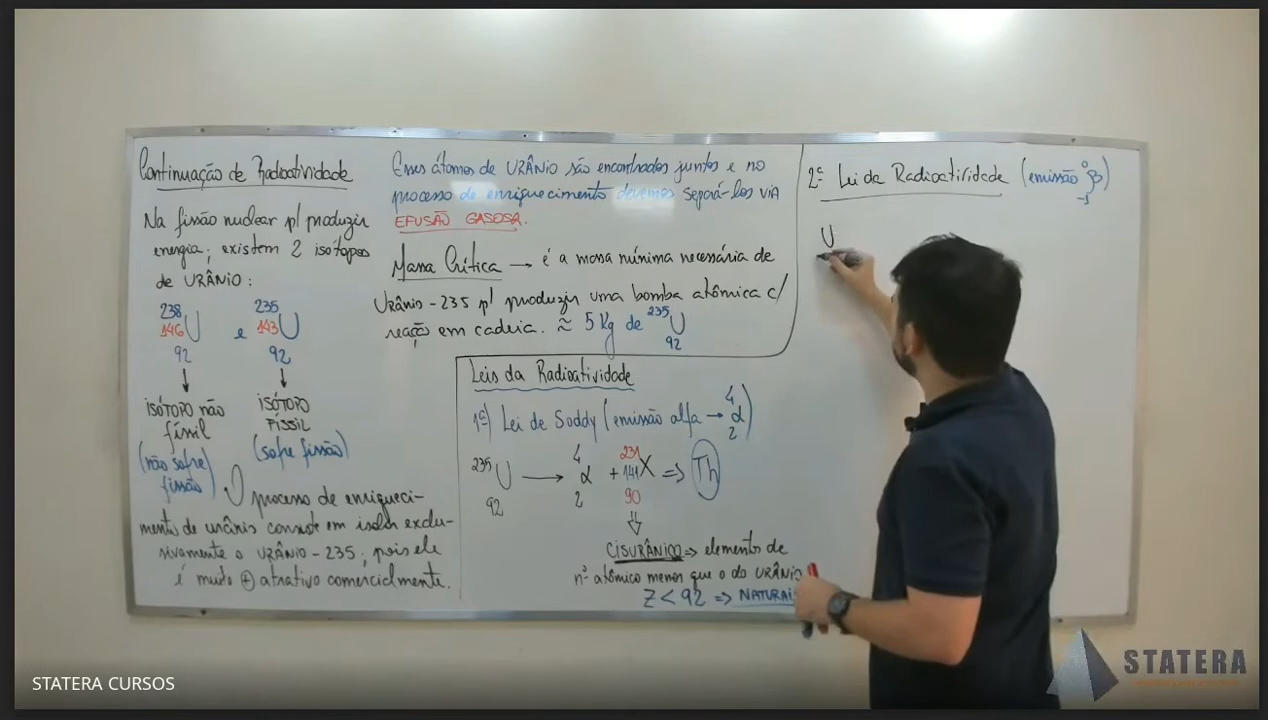 Continuação de Radioatividade
Na fissão nuclear p/ produzir
energia, existem 2 isótopos
de URÂNIO:
238 235
146 U e 143 U
92 92
ISÓTOPO não
físsil
(não sofre
fissão)
ISÓTOPO
FÍSSIL
(sofre fissão)
O processo de enriqueci-
mento de urânio consiste em isolar exclu-
sivamente o URÂNIO-235, pois ele
é muito (+) atrativo comercialmente.
Esses átomos de URÂNIO são encontrados juntos e no
processo de enriquecimento devemos separá-los VIA
EFUSÃO GASOSA.
Massa Crítica → é a massa mínima necessária de
Urânio-235 p/ produzir uma bomba atômica c/
reação em cadeia. ≈ 5 Kg de 235 U
92
Leis da Radioatividade
1ª) Lei de Soddy (emissão alfa → 4 α 2)
235 U 92 → 4 α 2 + 231 141 X 90 ⇒ Th
⇓
CISURÂNICO ⇒ elementos de
nº atômico menor que o do URÂNIO
Z < 92 ⇒ NATURAI
2ª Lei da Radioactividade (emissão 0 β -1)
U
STATERA CURSOS
STATERA